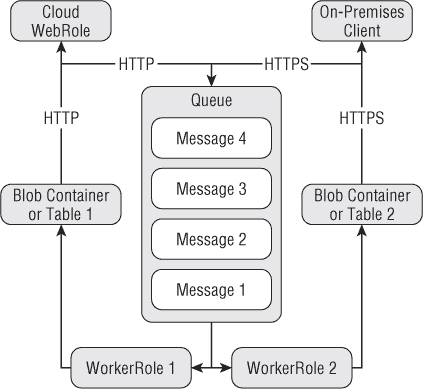 Cloud
WebRole
On-Premises
Client
HTTP
HTTPS
Queue
HTTP
HTTPS
Message 4
Message 3
Message 2
Message 1
Blob Container
or Table 1
Blob Container
or Table 2
WorkerRole 1
WorkerRole 2